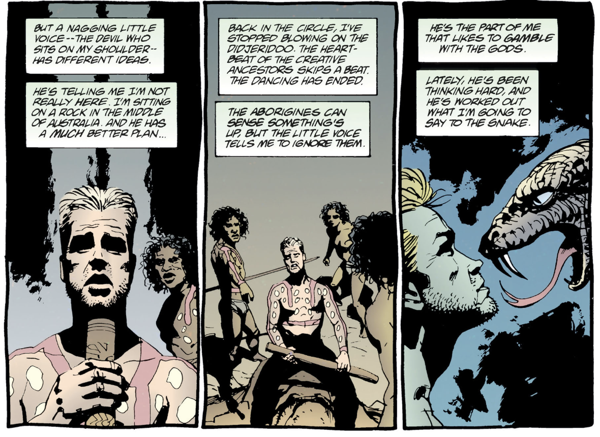 BUT A NAGGING LITTLE
VOICE--THE DEVIL WHO
SITS ON MY SHOULDER--
HAS DIFFERENT IDEAS.
HE'S TELLING ME I'M NOT
REALLY HERE. I'M SITTING
ON A ROCK IN THE MIDDLE
OF AUSTRALIA. AND HE HAS
A MUCH BETTER PLAN...
BACK IN THE CIRCLE, I'VE
STOPPED BLOWING ON THE
DIDJERIDOO. THE HEART-
BEAT OF THE CREATIVE
ANCESTORS SKIPS A BEAT.
THE DANCING HAS ENDED.
THE ABORIGINES CAN
SENSE SOMETHING'S
UP, BUT THE LITTLE VOICE
TELLS ME TO IGNORE THEM.
HE'S THE PART OF ME
THAT LIKES TO GAMBLE
WITH THE GODS.
LATELY, HE'S BEEN
THINKING HARD, AND
HE'S WORKED OUT
WHAT I'M GOING TO
SAY TO THE SNAKE.